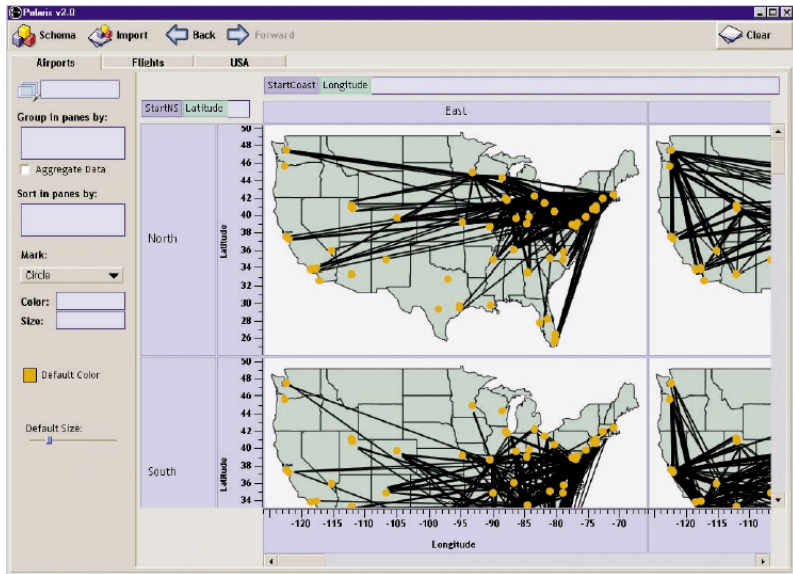 Polaris v2.0
Schema Import Back Forward Clear
Airports Flights USA
StartCoast Longitude
StartNS Latitude
East
Group in panes by:
Aggregate Data
Sort in panes by:
Mark:
Circle
Color:
Size:
Default Color
Default Size:
North
Latitude
50
48
46
44
42
40
38
36
34
32
30
28
26
South
Latitude
50
48
46
44
42
40
38
36
34
-120 -115 -110 -105 -100 -95 -90 -85 -80 -75 -70 -120 -115 -110
Longitude